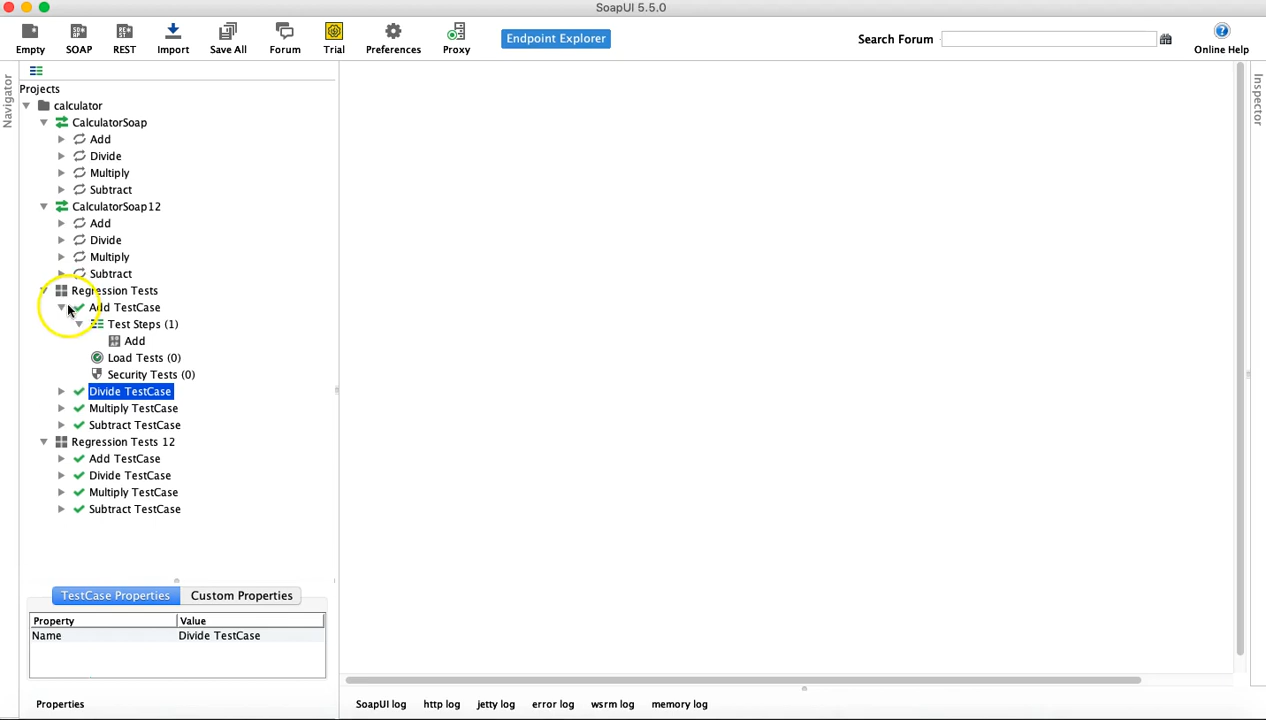 SoapUI 5.5.0
Empty SOAP REST Import Save All Forum Trial Preferences Proxy Endpoint Explorer Search Forum Online Help
Navigator
Inspector
Projects
calculator
CalculatorSoap
Add
Divide
Multiply
Subtract
CalculatorSoap12
Add
Divide
Multiply
Subtract
Regression Tests
Add TestCase
Test Steps (1)
Add
Load Tests (0)
Security Tests (0)
Divide TestCase
Multiply TestCase
Subtract TestCase
Regression Tests 12
Add TestCase
Divide TestCase
Multiply TestCase
Subtract TestCase
TestCase Properties Custom Properties
Property Value
Name Divide TestCase
Properties SoapUI log http log jetty log error log wsrm log memory log